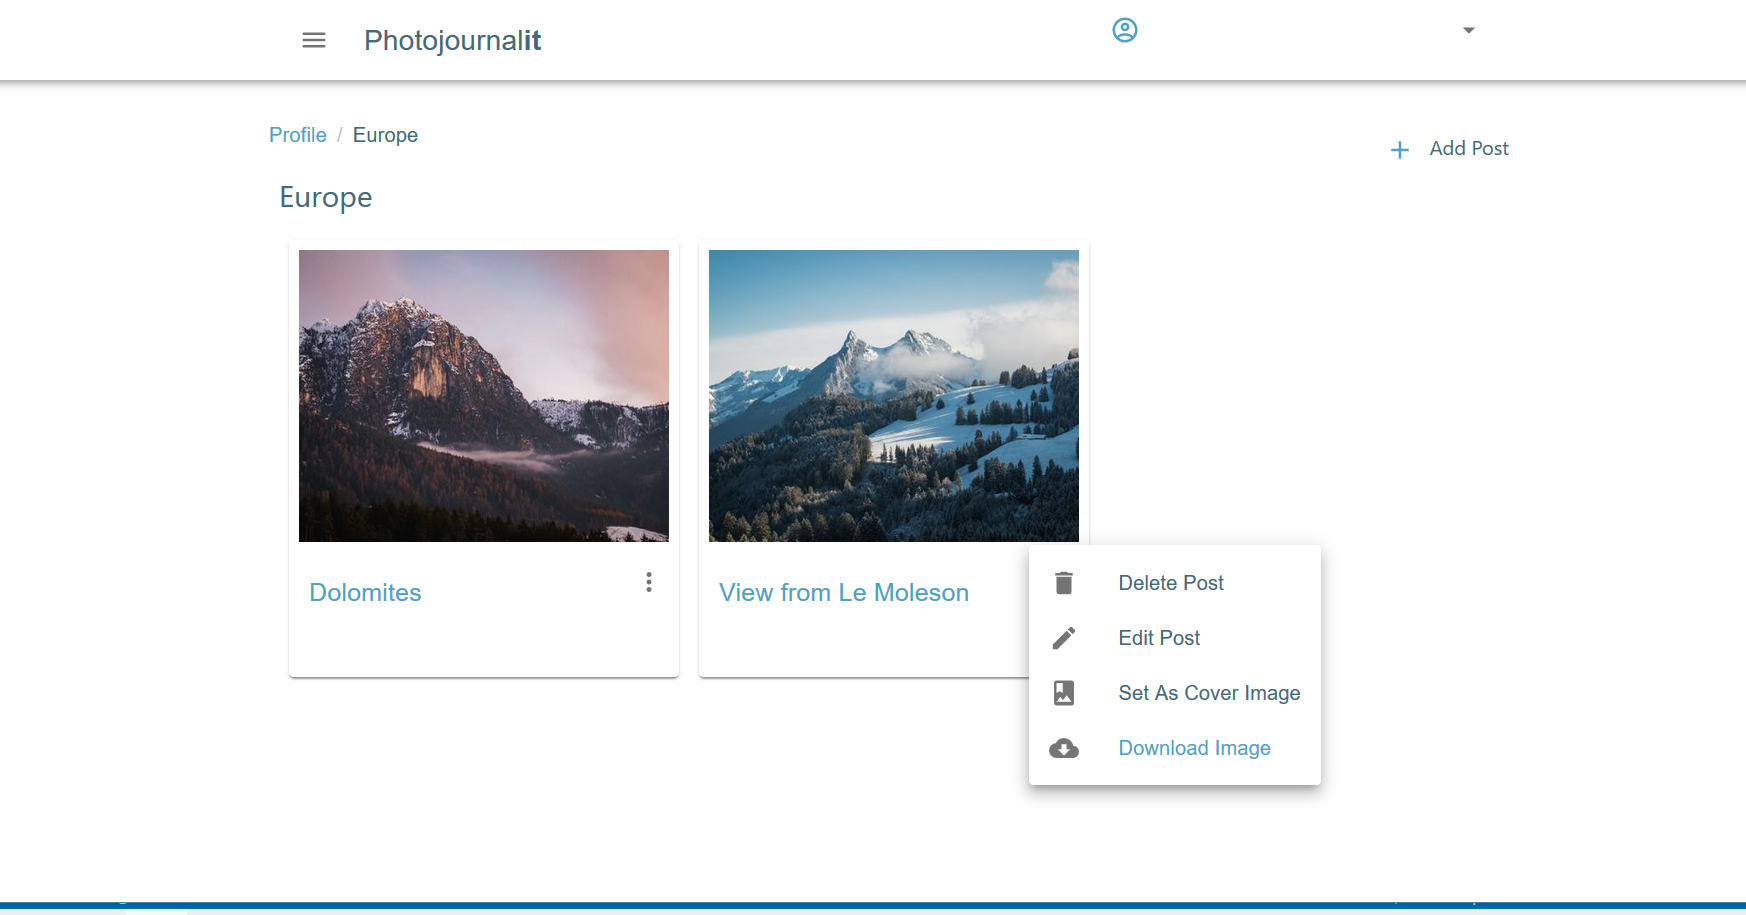 Photojournalit
Profile / Europe
Add Post
Europe
Dolomites
View from Le Moleson
Delete Post
Edit Post
Set As Cover Image
Download Image